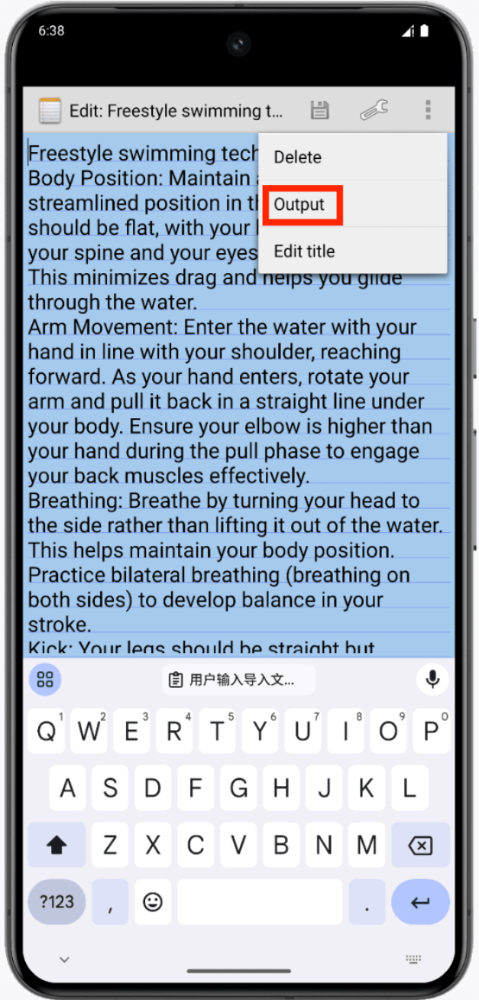 6:38
Edit: Freestyle swimming t...
Delete
Output
Edit title
Freestyle swimming tech
Body Position: Maintain
streamlined position in th
should be flat, with your
your spine and your eyes
This minimizes drag and helps you glide
through the water.
Arm Movement: Enter the water with your
hand in line with your shoulder, reaching
forward. As your hand enters, rotate your
arm and pull it back in a straight line under
your body. Ensure your elbow is higher than
your hand during the pull phase to engage
your back muscles effectively.
Breathing: Breathe by turning your head to
the side rather than lifting it out of the water.
This helps maintain your body position.
Practice bilateral breathing (breathing on
both sides) to develop balance in your
stroke.
Kick: Your legs should be straight but
用户输入导入文...
Q1 W2 E3 R4 T5 Y6 U7 I8 O9 P0
A S D F G H J K L
Z X C V B N M
?123 , .